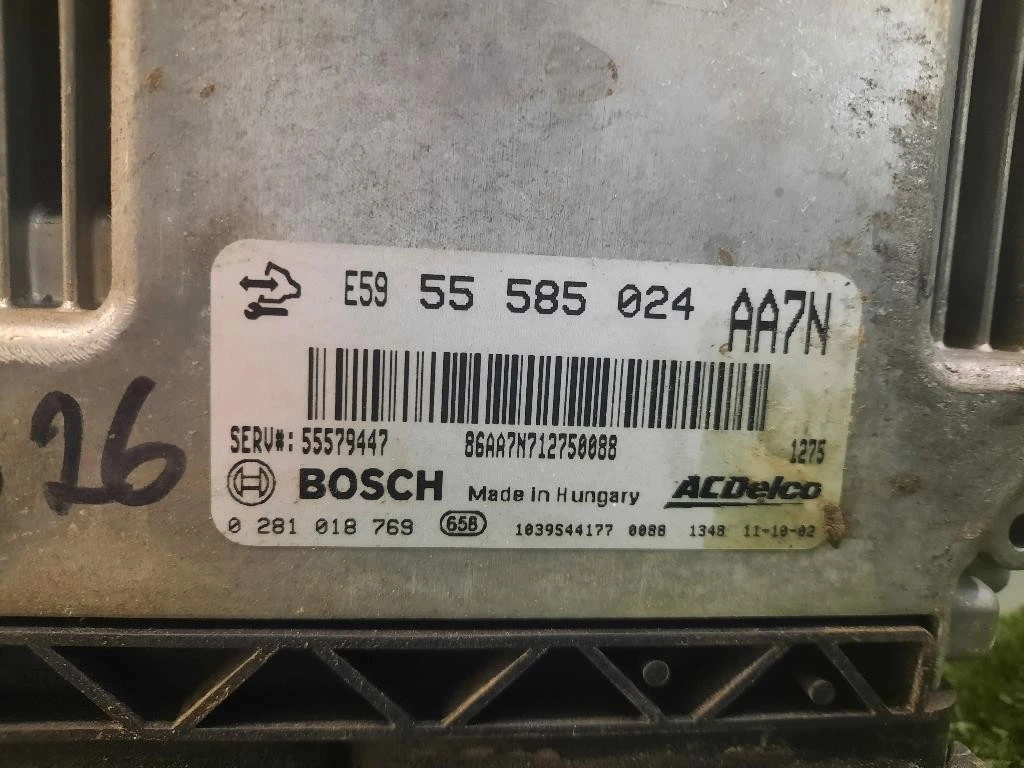 E59 55 585 024 AA7N
SERV#: 55579447 86AA7N712750088 1275
BOSCH Made in Hungary ACDelco
0 281 018 769 658 1039S44177 0088 1348 11-10-02
26